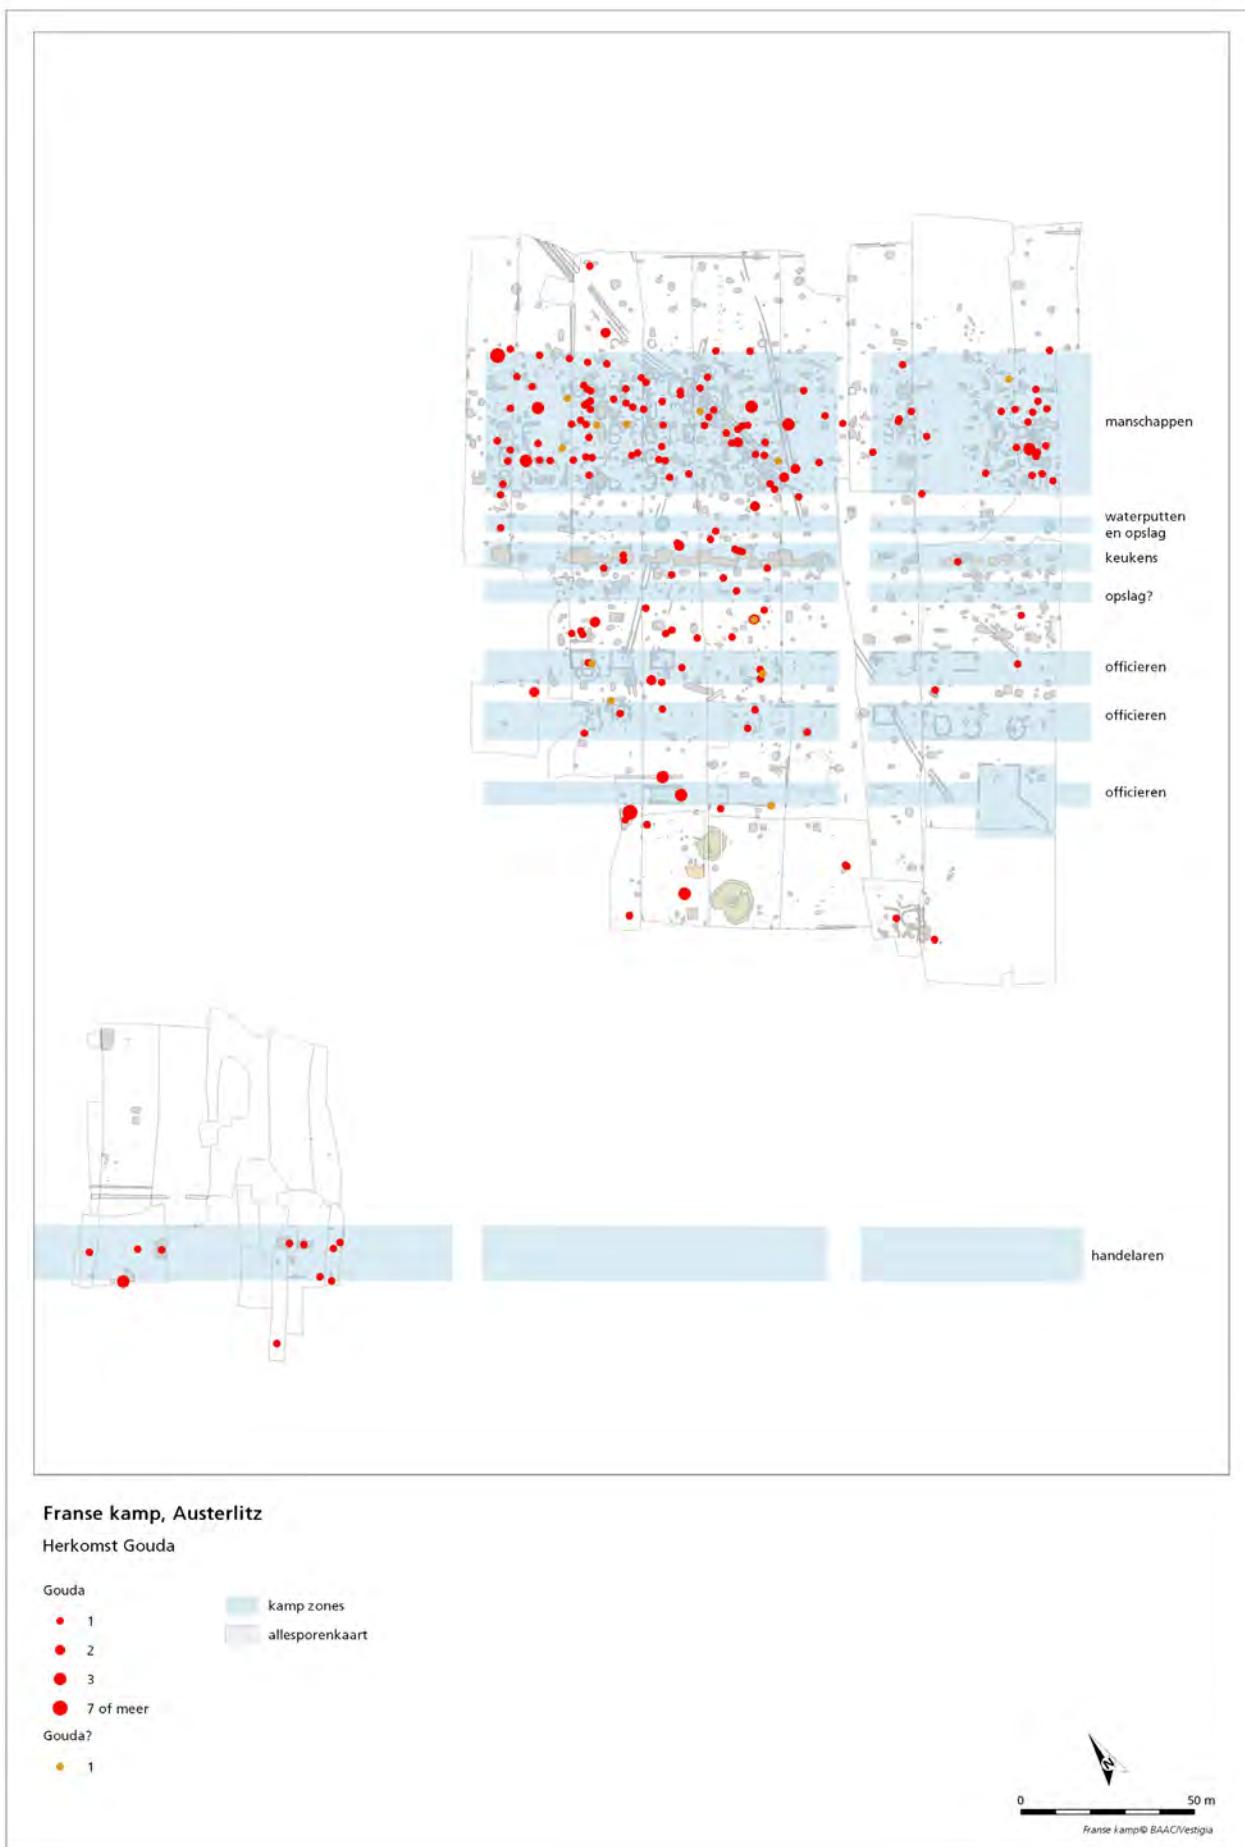 manschappen
waterputten
en opslag
keukens
opslag?
officieren
officieren
officieren
handelaren
Franse kamp, Austerlitz
Herkomst Gouda
Gouda
1
2
3
7 of meer
Gouda?
1
kamp zones
allesporenkaart
N
0 50 m
Franse kamp© BAAC/Vestigia